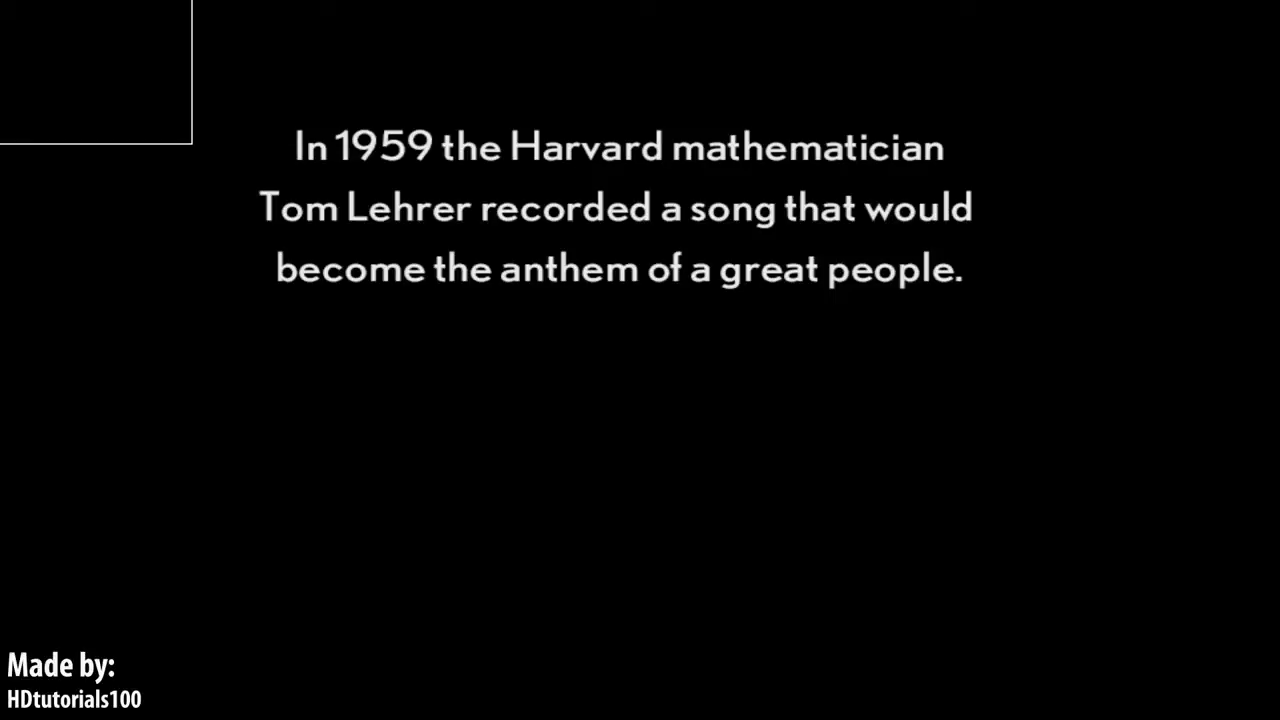 In 1959 the Harvard mathematician
Tom Lehrer recorded a song that would
become the anthem of a great people.
Made by:
HDtutorials100